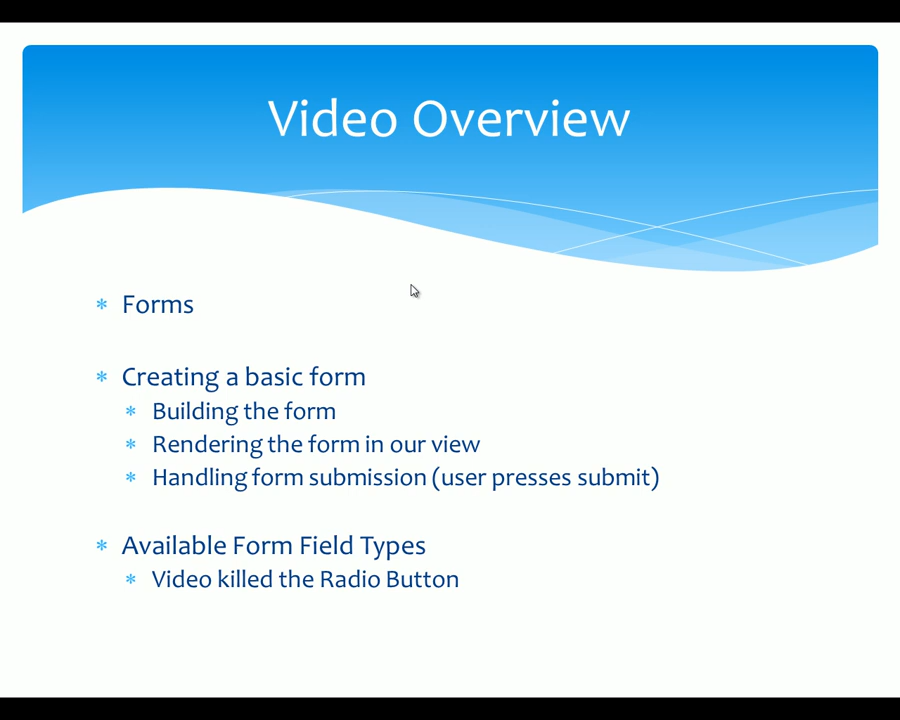 Video Overview
* Forms
* Creating a basic form
* Building the form
* Rendering the form in our view
* Handling form submission (user presses submit)
* Available Form Field Types
* Video killed the Radio Button